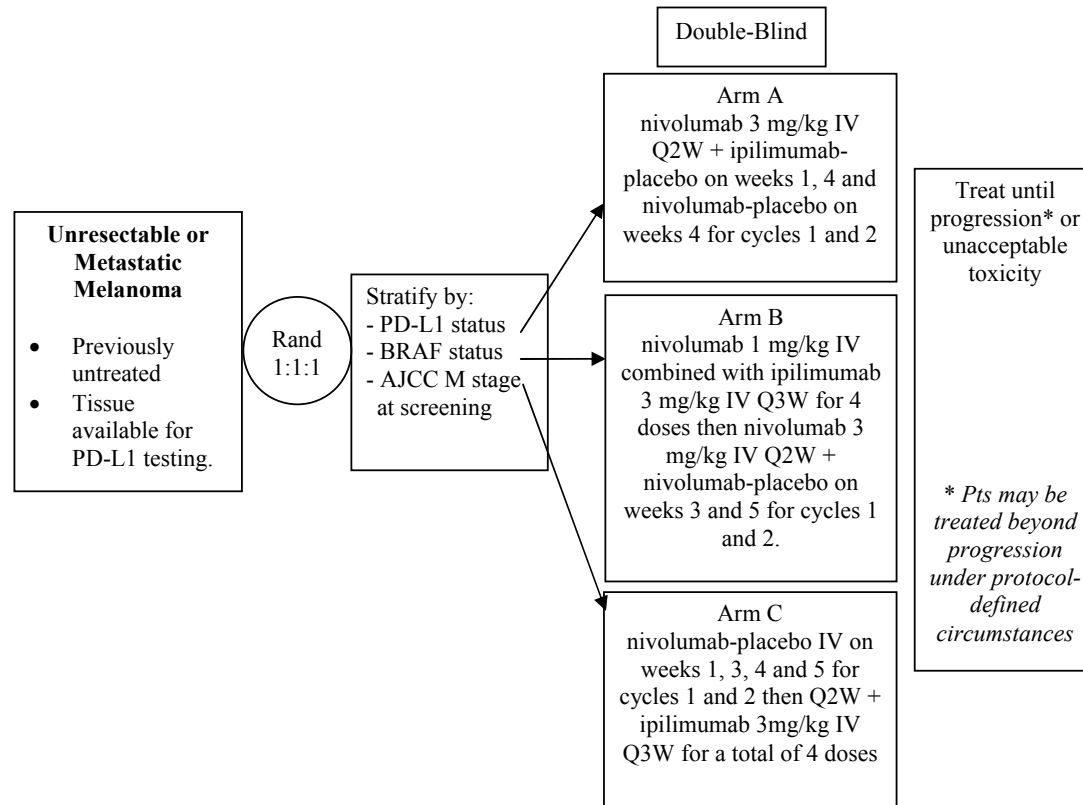 Double-Blind
Unresectable or
Metastatic
Melanoma
• Previously
untreated
• Tissue
available for
PD-L1 testing.
Rand
1:1:1
Stratify by:
- PD-L1 status
- BRAF status
- AJCC M stage
at screening
Arm A
nivolumab 3 mg/kg IV
Q2W + ipilimumab-
placebo on weeks 1, 4 and
nivolumab-placebo on
weeks 4 for cycles 1 and 2
Arm B
nivolumab 1 mg/kg IV
combined with ipilimumab
3 mg/kg IV Q3W for 4
doses then nivolumab 3
mg/kg IV Q2W +
nivolumab-placebo on
weeks 3 and 5 for cycles 1
and 2.
Arm C
nivolumab-placebo IV on
weeks 1, 3, 4 and 5 for
cycles 1 and 2 then Q2W +
ipilimumab 3mg/kg IV
Q3W for a total of 4 doses
Treat until
progression* or
unacceptable
toxicity
* Pts may be
treated beyond
progression
under protocol-
defined
circumstances